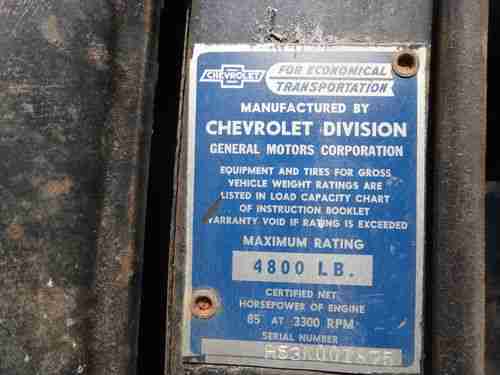 CHEVROLET
FOR ECONOMICAL
TRANSPORTATION
MANUFACTURED BY
CHEVROLET DIVISION
GENERAL MOTORS CORPORATION
EQUIPMENT AND TIRES FOR GROSS
VEHICLE WEIGHT RATINGS ARE
LISTED IN LOAD CAPACITY CHART
OF INSTRUCTION BOOKLET
WARRANTY VOID IF RATING IS EXCEEDED
MAXIMUM RATING
4800 LB.
CERTIFIED NET
HORSEPOWER OF ENGINE
85 AT 3300 RPM
SERIAL NUMBER